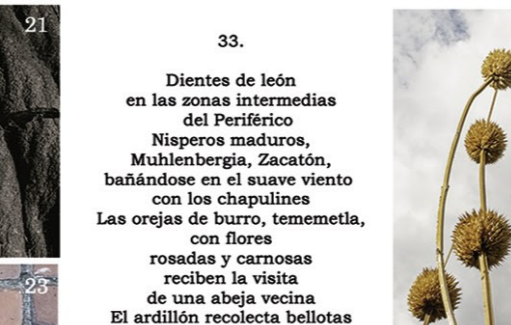 21
33.
Dientes de león
en las zonas intermedias
del Periférico
Nisperos maduros,
Muhlenbergia, Zacatón,
bañándose en el suave viento
con los chapulines
Las orejas de burro, tememetla,
con flores
rosadas y carnosas
reciben la visita
de una abeja vecina
El ardillón recolecta bellotas
23